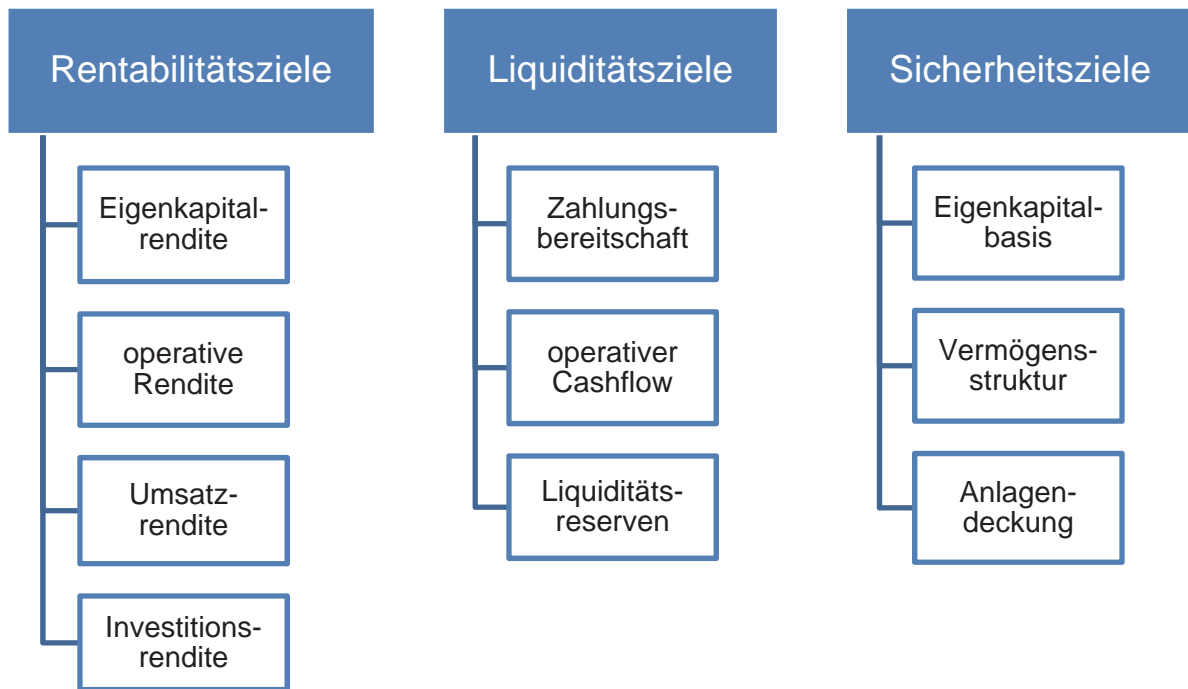 Rentabilitätsziele
Eigenkapital-
rendite
operative
Rendite
Umsatz-
rendite
Investitions-
rendite
Liquiditätsziele
Zahlungs-
bereitschaft
operativer
Cashflow
Liquiditäts-
reserven
Sicherheitsziele
Eigenkapital-
basis
Vermögens-
struktur
Anlagen-
deckung